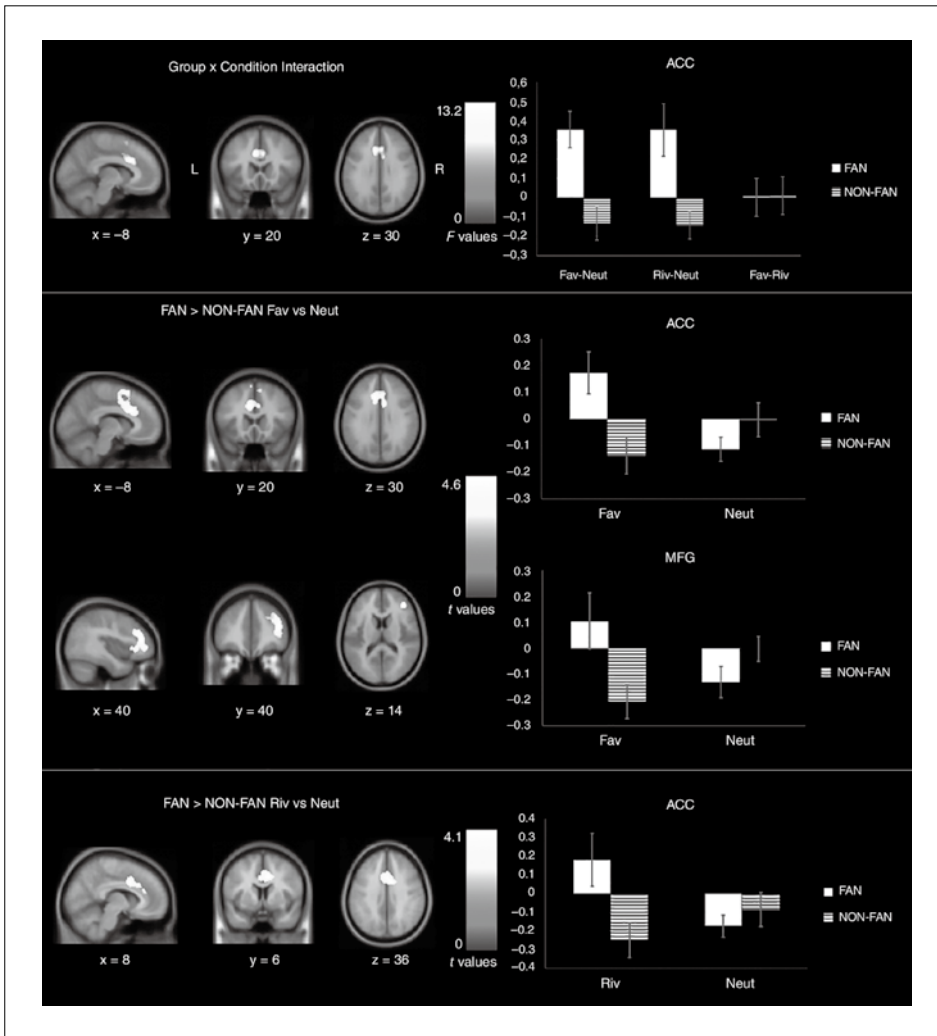 Group x Condition Interaction
L
R
x = –8
y = 20
z = 30
13.2
0
F values
ACC
0,6
0,5
0,4
0,3
0,2
0,1
0
–0,1
–0,2
–0,3
Fav-Neut
Riv-Neut
Fav-Riv
FAN
NON-FAN
FAN > NON-FAN Fav vs Neut
x = –8
y = 20
z = 30
4.6
0
t values
ACC
0.3
0.2
0.1
0
–0.1
–0.2
–0.3
Fav
Neut
FAN
NON-FAN
x = 40
y = 40
z = 14
MFG
0.3
0.2
0.1
0
–0.1
–0.2
–0.3
Fav
Neut
FAN
NON-FAN
FAN > NON-FAN Riv vs Neut
x = 8
y = 6
z = 36
4.1
0
t values
ACC
0.4
0.3
0.2
0.1
0
–0.1
–0.2
–0.3
–0.4
Riv
Neut
FAN
NON-FAN